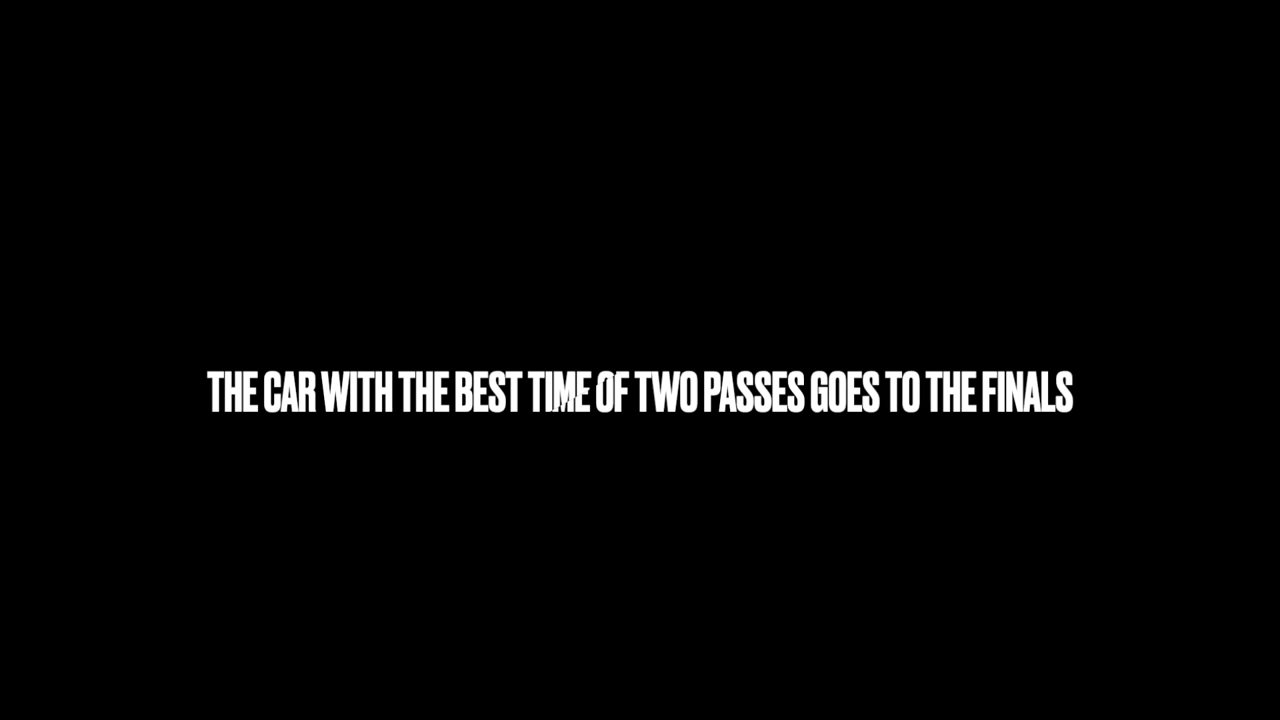 THE CAR WITH THE BEST TIME OF TWO PASSES GOES TO THE FINALS